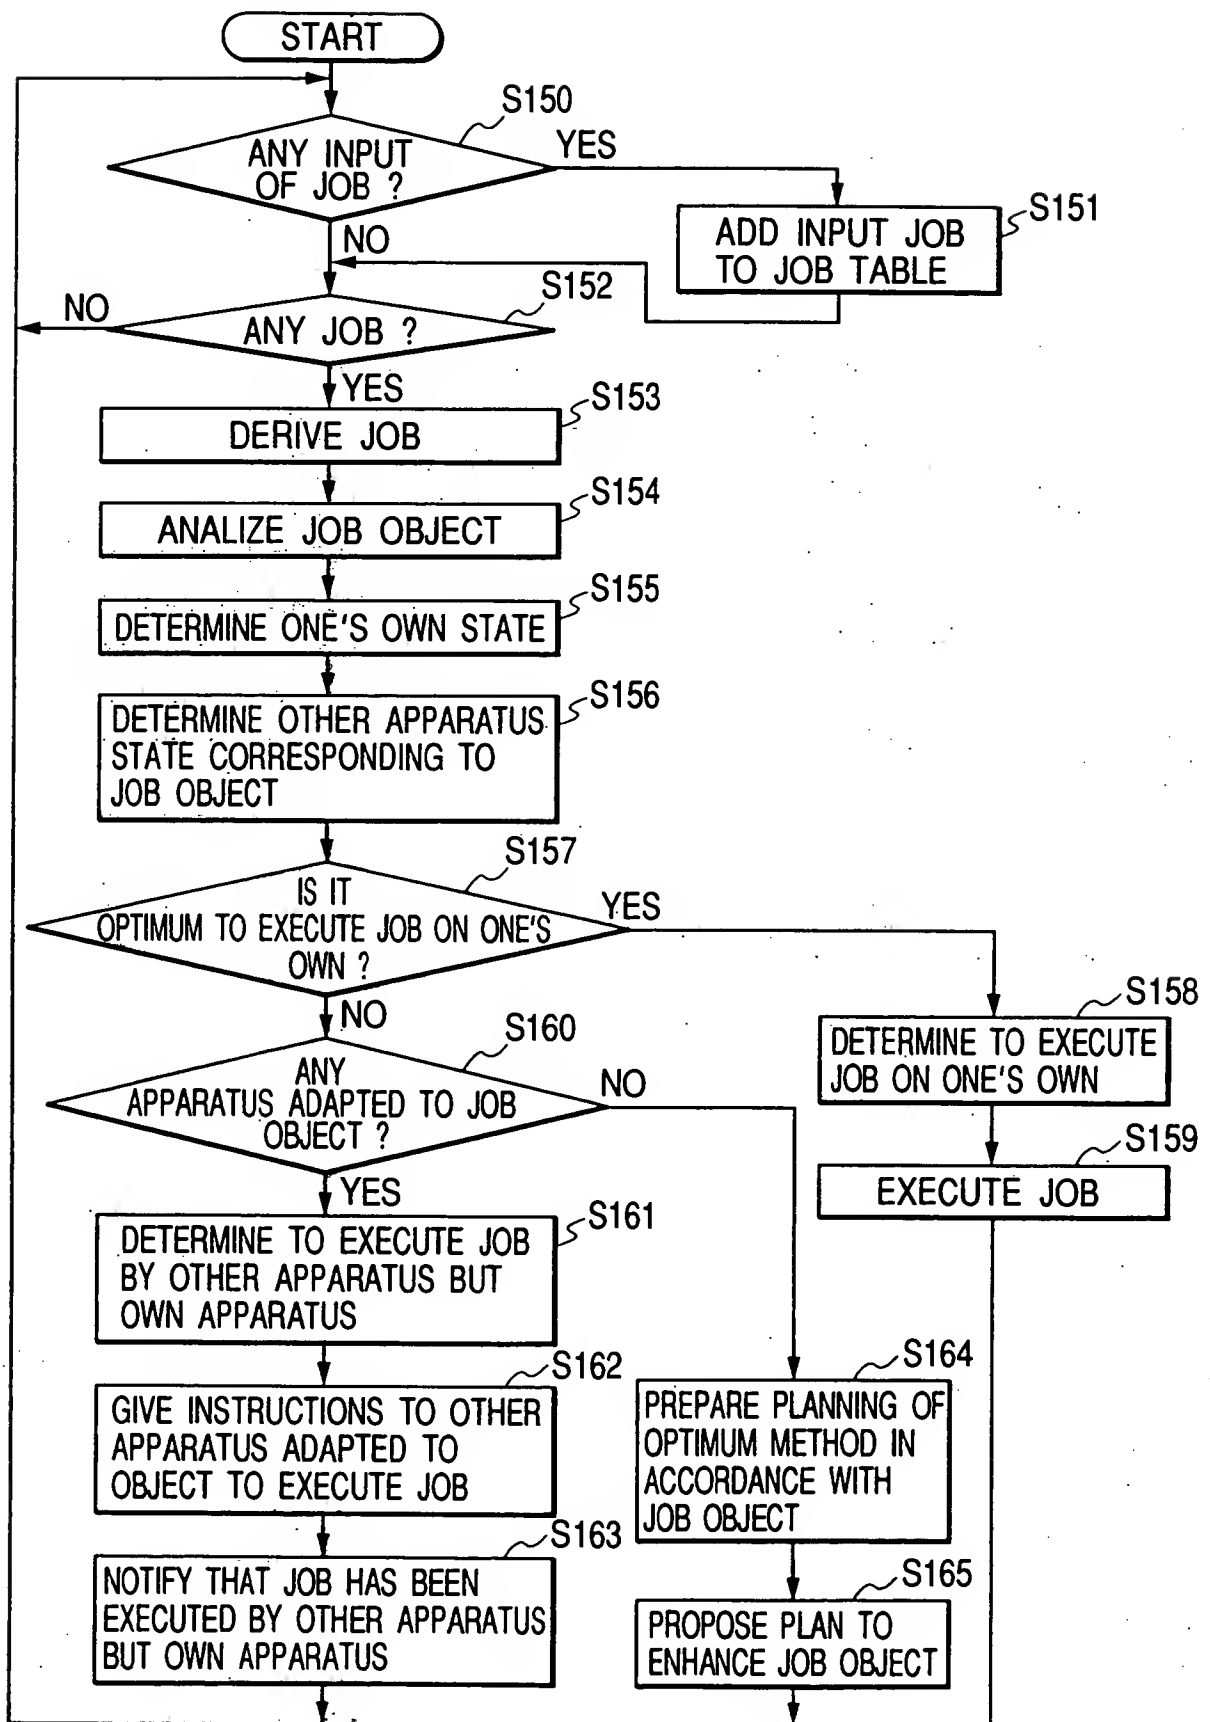 START
S150
ANY INPUT
OF JOB ?
YES
S151
ADD INPUT JOB
TO JOB TABLE
NO
S152
NO
ANY JOB ?
YES
S153
DERIVE JOB
S154
ANALIZE JOB OBJECT
S155
DETERMINE ONE'S OWN STATE
S156
DETERMINE OTHER APPARATUS
STATE CORRESPONDING TO
JOB OBJECT
S157
IS IT
OPTIMUM TO EXECUTE JOB ON ONE'S
OWN ?
YES
S158
DETERMINE TO EXECUTE
JOB ON ONE'S OWN
NO
S160
ANY
APPARATUS ADAPTED TO JOB
OBJECT ?
NO
S159
EXECUTE JOB
YES
S161
DETERMINE TO EXECUTE JOB
BY OTHER APPARATUS BUT
OWN APPARATUS
S162
GIVE INSTRUCTIONS TO OTHER
APPARATUS ADAPTED TO
OBJECT TO EXECUTE JOB
S164
PREPARE PLANNING OF
OPTIMUM METHOD IN
ACCORDANCE WITH
JOB OBJECT
S163
NOTIFY THAT JOB HAS BEEN
EXECUTED BY OTHER APPARATUS
BUT OWN APPARATUS
S165
PROPOSE PLAN TO
ENHANCE JOB OBJECT